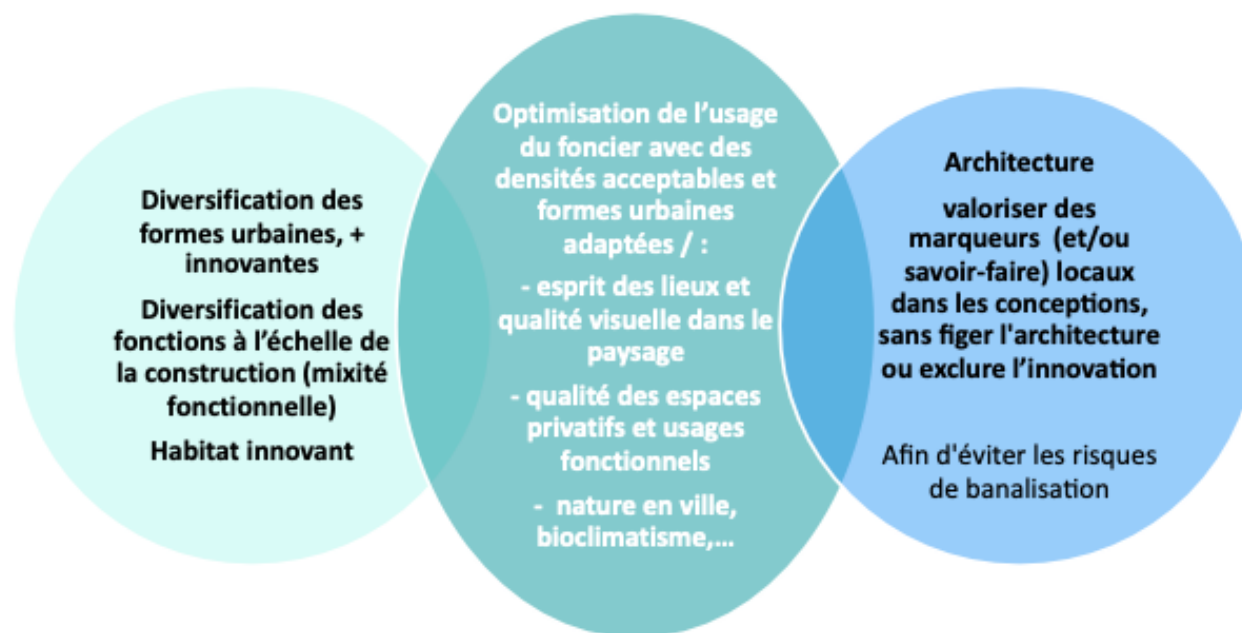 Diversification des
formes urbaines, +
innovantes
Diversification des
fonctions à l’échelle de
la construction (mixité
fonctionnelle)
Habitat innovant
Optimisation de l’usage
du foncier avec des
densités acceptables et
formes urbaines
adaptées / :
- esprit des lieux et
qualité visuelle dans le
paysage
- qualité des espaces
privatifs et usages
fonctionnels
- nature en ville,
bioclimatisme,...
Architecture
valoriser des
marqueurs (et/ou
savoir-faire) locaux
dans les conceptions,
sans figer l'architecture
ou exclure l’innovation
Afin d'éviter les risques
de banalisation